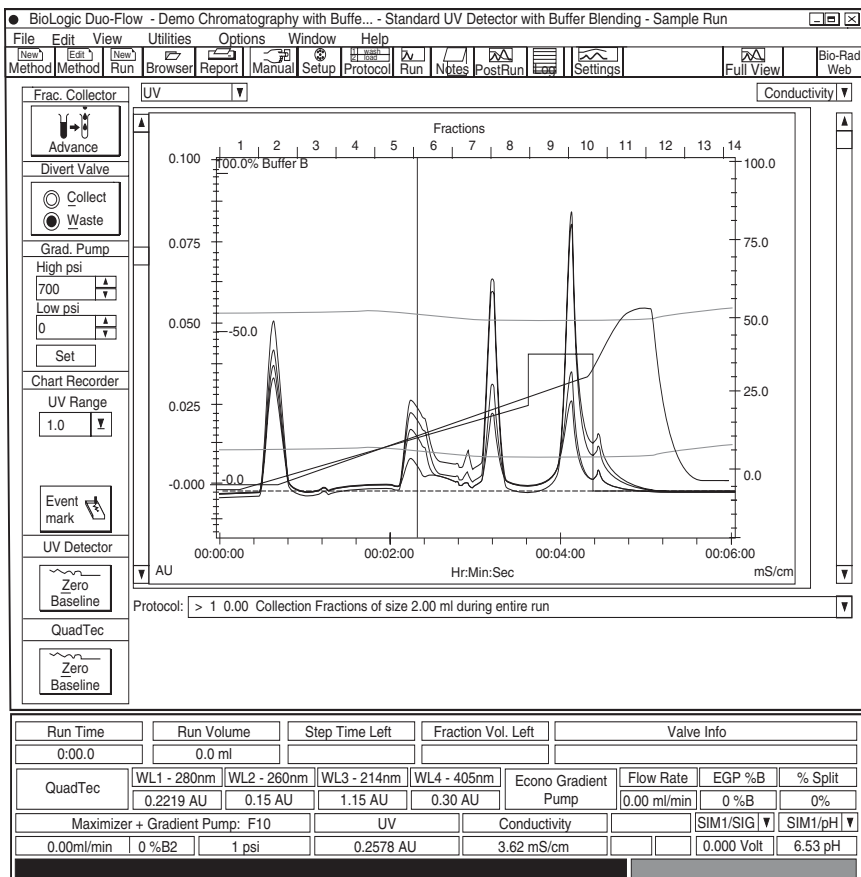 BioLogic Duo-Flow - Demo Chromatography with Buffe... - Standard UV Detector with Buffer Blending - Sample Run
File Edit View Utilities Options Window Help
New Method
Edit Method
New Run
Browser
Report
Manual
Setup
1 wash
2 load
Protocol
Run
Notes
PostRun
Log
Settings
Full View
Bio-Rad Web
Frac. Collector
Advance
Divert Valve
Collect
Waste
Grad. Pump
High psi
700
Low psi
0
Set
Chart Recorder
UV Range
1.0
Event mark
UV Detector
Zero Baseline
QuadTec
Zero Baseline
UV
Conductivity
Fractions
1 2 3 4 5 6 7 8 9 10 11 12 13 14
100.0% Buffer B
0.100
0.075
0.050
0.025
-0.000
-50.0
-0.0
100.0
75.0
50.0
25.0
0.0
00:00:00 00:02:00 00:04:00 00:06:00
AU Hr:Min:Sec mS/cm
Protocol: > 1 0.00 Collection Fractions of size 2.00 ml during entire run
Run Time Run Volume Step Time Left Fraction Vol. Left Valve Info
0:00.0 0.0 ml
QuadTec WL1 - 280nm WL2 - 260nm WL3 - 214nm WL4 - 405nm Econo Gradient Pump Flow Rate EGP %B % Split
0.2219 AU 0.15 AU 1.15 AU 0.30 AU 0.00 ml/min 0 %B 0%
Maximizer + Gradient Pump: F10 UV Conductivity SIM1/SIG SIM1/pH
0.00ml/min 0 %B2 1 psi 0.2578 AU 3.62 mS/cm 0.000 Volt 6.53 pH